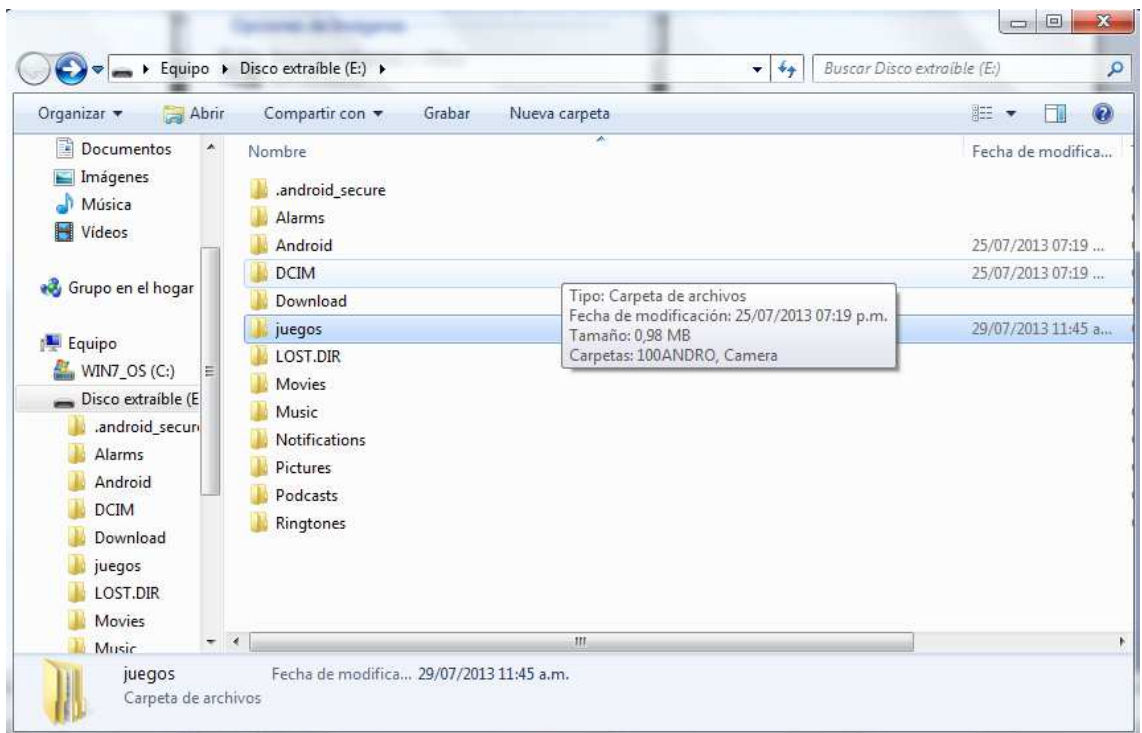 Opciones de Imágenes
Equipo Disco extraíble (E:)
Buscar Disco extraíble (E:)
Organizar Abrir Compartir con Grabar Nueva carpeta
Documentos
Imágenes
Música
Vídeos
Grupo en el hogar
Equipo
WIN7_OS (C:)
Disco extraíble (E
.android_secur
Alarms
Android
DCIM
Download
juegos
LOST.DIR
Movies
Music
Nombre Fecha de modifica...
.android_secure
Alarms
Android 25/07/2013 07:19 ...
DCIM 25/07/2013 07:19 ...
Download
juegos 29/07/2013 11:45 a...
LOST.DIR
Movies
Music
Notifications
Pictures
Podcasts
Ringtones
Tipo: Carpeta de archivos
Fecha de modificación: 25/07/2013 07:19 p.m.
Tamaño: 0,98 MB
Carpetas: 100ANDRO, Camera
juegos Fecha de modifica... 29/07/2013 11:45 a.m.
Carpeta de archivos